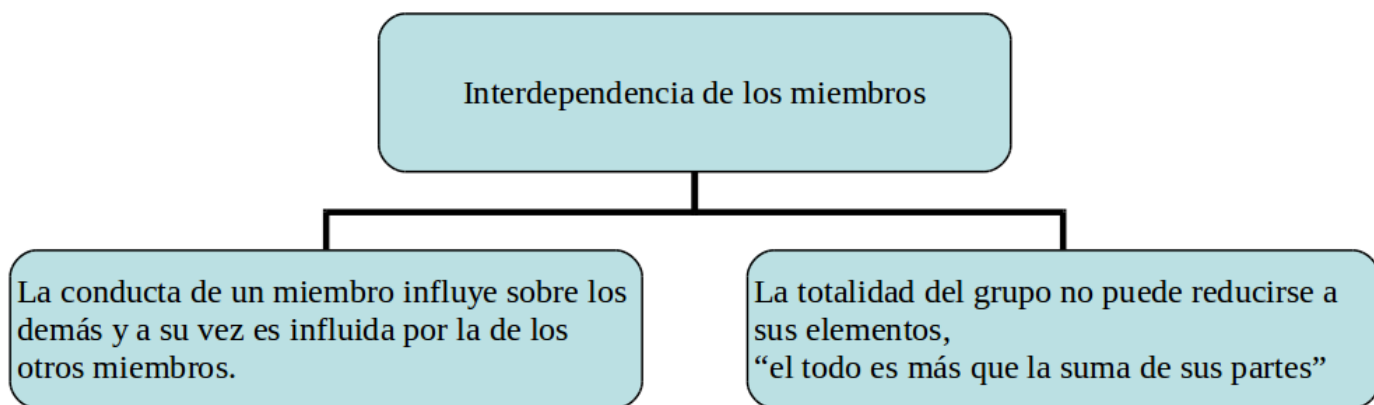 Interdependencia de los miembros
La conducta de un miembro influye sobre los
demás y a su vez es influida por la de los
otros miembros.
La totalidad del grupo no puede reducirse a
sus elementos,
“el todo es más que la suma de sus partes”